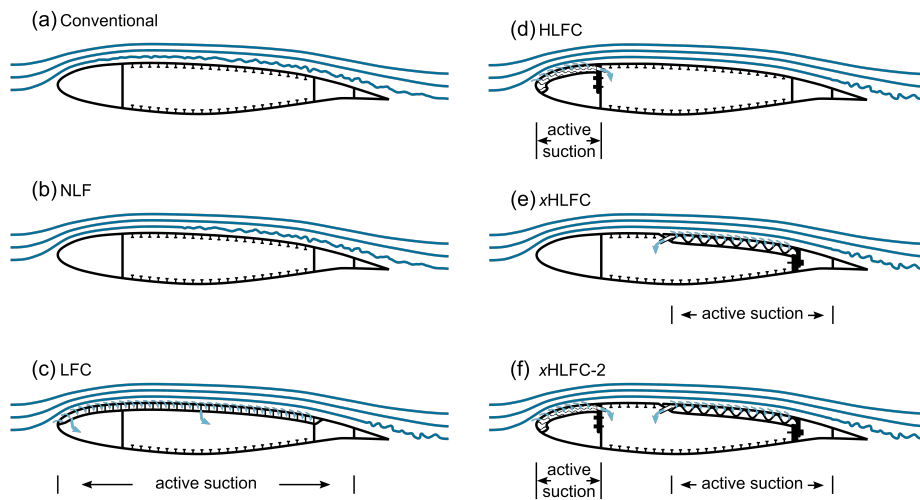 (a) Conventional
(b) NLF
(c) LFC
active suction
(d) HLFC
active
suction
(e) xHLFC
active suction
(f) xHLFC-2
active
suction
active suction